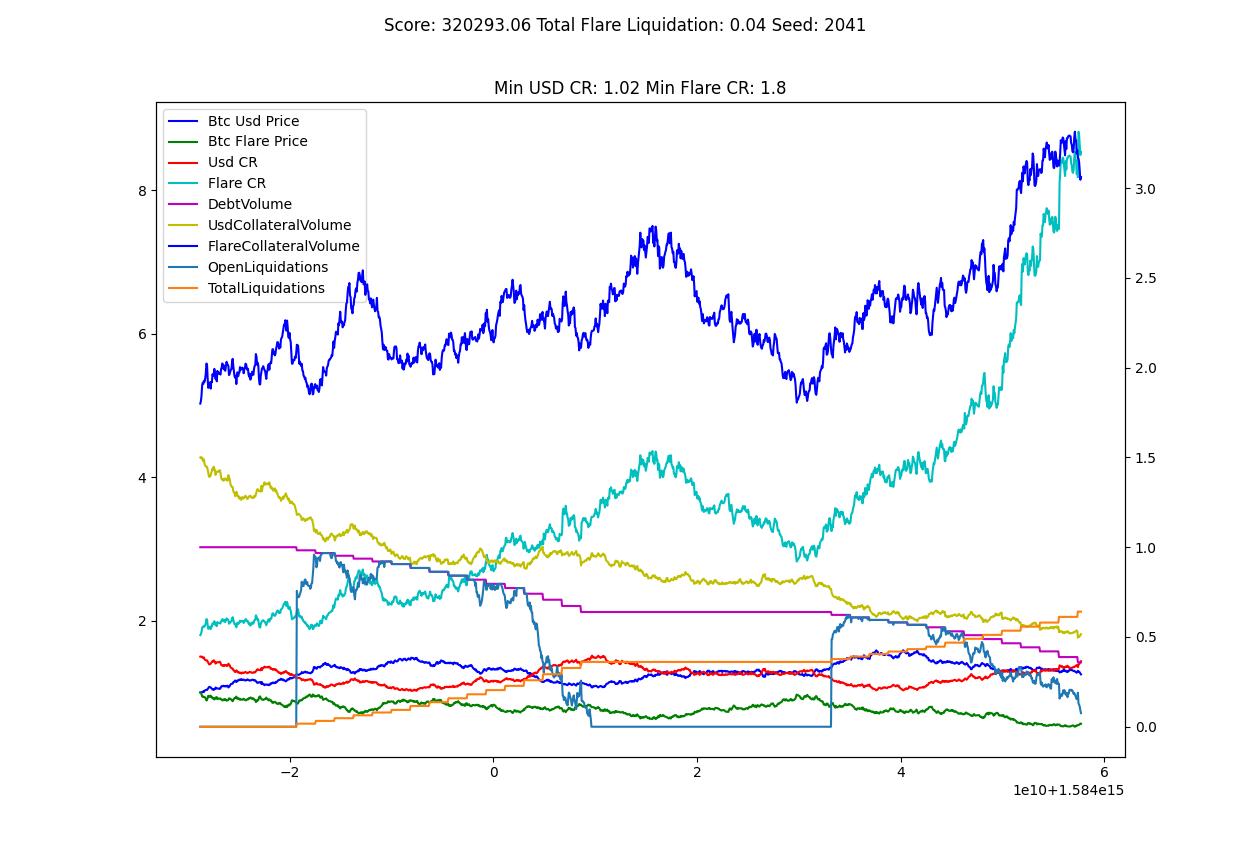 Score: 320293.06 Total Flare Liquidation: 0.04 Seed: 2041
Min USD CR: 1.02 Min Flare CR: 1.8
Btc Usd Price
Btc Flare Price
Usd CR
Flare CR
DebtVolume
UsdCollateralVolume
FlareCollateralVolume
OpenLiquidations
TotalLiquidations
8
6
4
2
3.0
2.5
2.0
1.5
1.0
0.5
0.0
−2 0 2 4 6
1e10+1.584e15